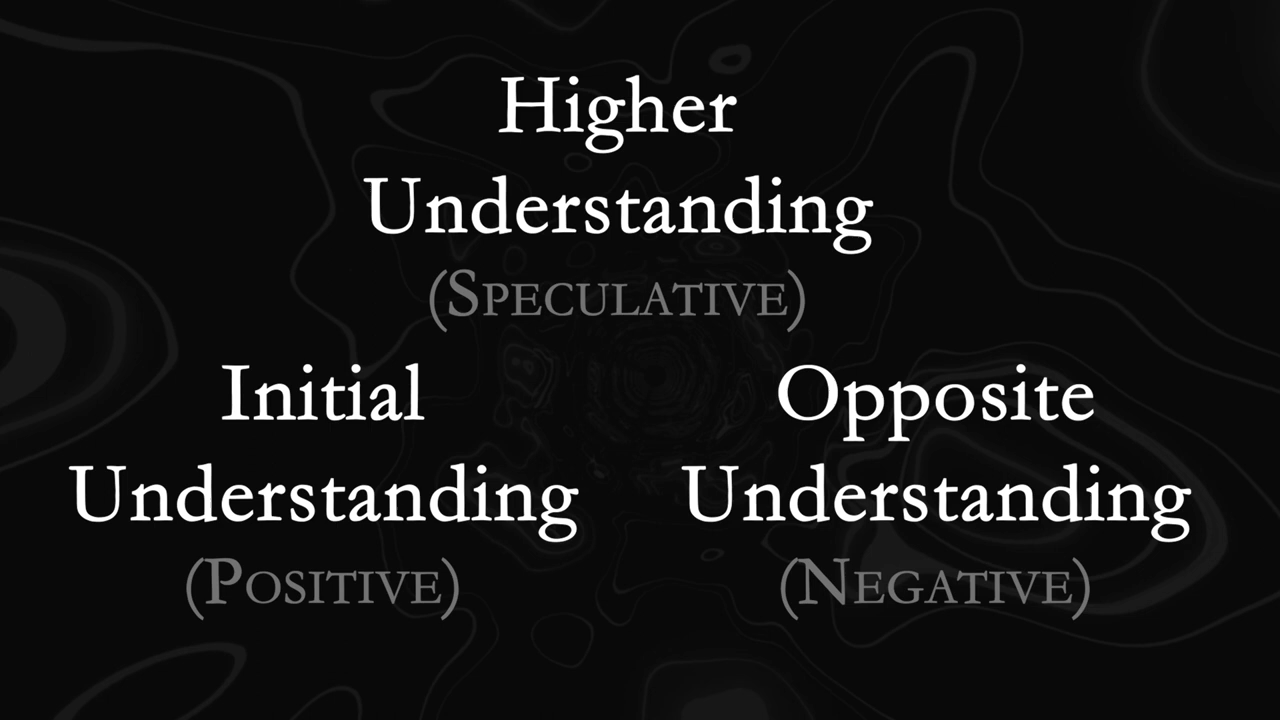 Higher
Understanding
(Speculative)
Initial
Understanding
(Positive)
Opposite
Understanding
(Negative)